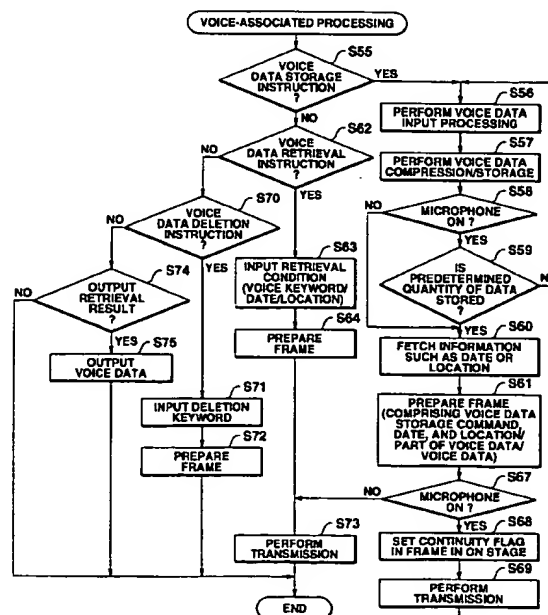 VOICE-ASSOCIATED PROCESSING
S55
VOICE
DATA STORAGE
INSTRUCTION
?
YES
NO
S56
PERFORM VOICE DATA
INPUT PROCESSING
S57
PERFORM VOICE DATA
COMPRESSION/STORAGE
S58
MICROPHONE
ON ?
NO
YES
S59
IS
PREDETERMINED
QUANTITY OF DATA
STORED ?
YES
S60
FETCH INFORMATION
SUCH AS DATE OR
LOCATION
S61
PREPARE FRAME
(COMPRISING VOICE DATA
STORAGE COMMAND,
DATE, AND LOCATION/
PART OF VOICE DATA/
VOICE DATA)
S67
MICROPHONE
ON ?
NO
YES
S68
SET CONTINUITY FLAG
IN FRAME IN ON STAGE
S69
PERFORM
TRANSMISSION
S62
VOICE
DATA RETRIEVAL
INSTRUCTION
?
NO
YES
S63
INPUT RETRIEVAL
CONDITION
(VOICE KEYWORD/
DATE/LOCATION)
S64
PREPARE
FRAME
S70
VOICE
DATA DELETION
INSTRUCTION
?
NO
YES
S71
INPUT DELETION
KEYWORD
S72
PREPARE
FRAME
S73
PERFORM
TRANSMISSION
S74
OUTPUT
RETRIEVAL
RESULT
?
NO
YES
S75
OUTPUT
VOICE DATA
END